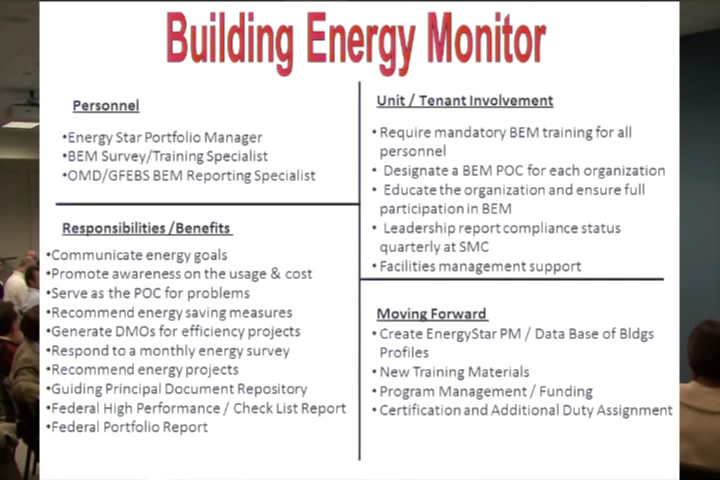 Building Energy Monitor
Personnel
•Energy Star Portfolio Manager
•BEM Survey/Training Specialist
•OMD/GFEBS BEM Reporting Specialist
Responsibilities /Benefits
•Communicate energy goals
•Promote awareness on the usage & cost
•Serve as the POC for problems
•Recommend energy saving measures
•Generate DMOs for efficiency projects
•Respond to a monthly energy survey
•Recommend energy projects
•Guiding Principal Document Repository
•Federal High Performance / Check List Report
•Federal Portfolio Report
Unit / Tenant Involvement
• Require mandatory BEM training for all
personnel
• Designate a BEM POC for each organization
• Educate the organization and ensure full
participation in BEM
• Leadership report compliance status
quarterly at SMC
• Facilities management support
Moving Forward
•Create EnergyStar PM / Data Base of Bldgs
Profiles
•New Training Materials
•Program Management / Funding
•Certification and Additional Duty Assignment